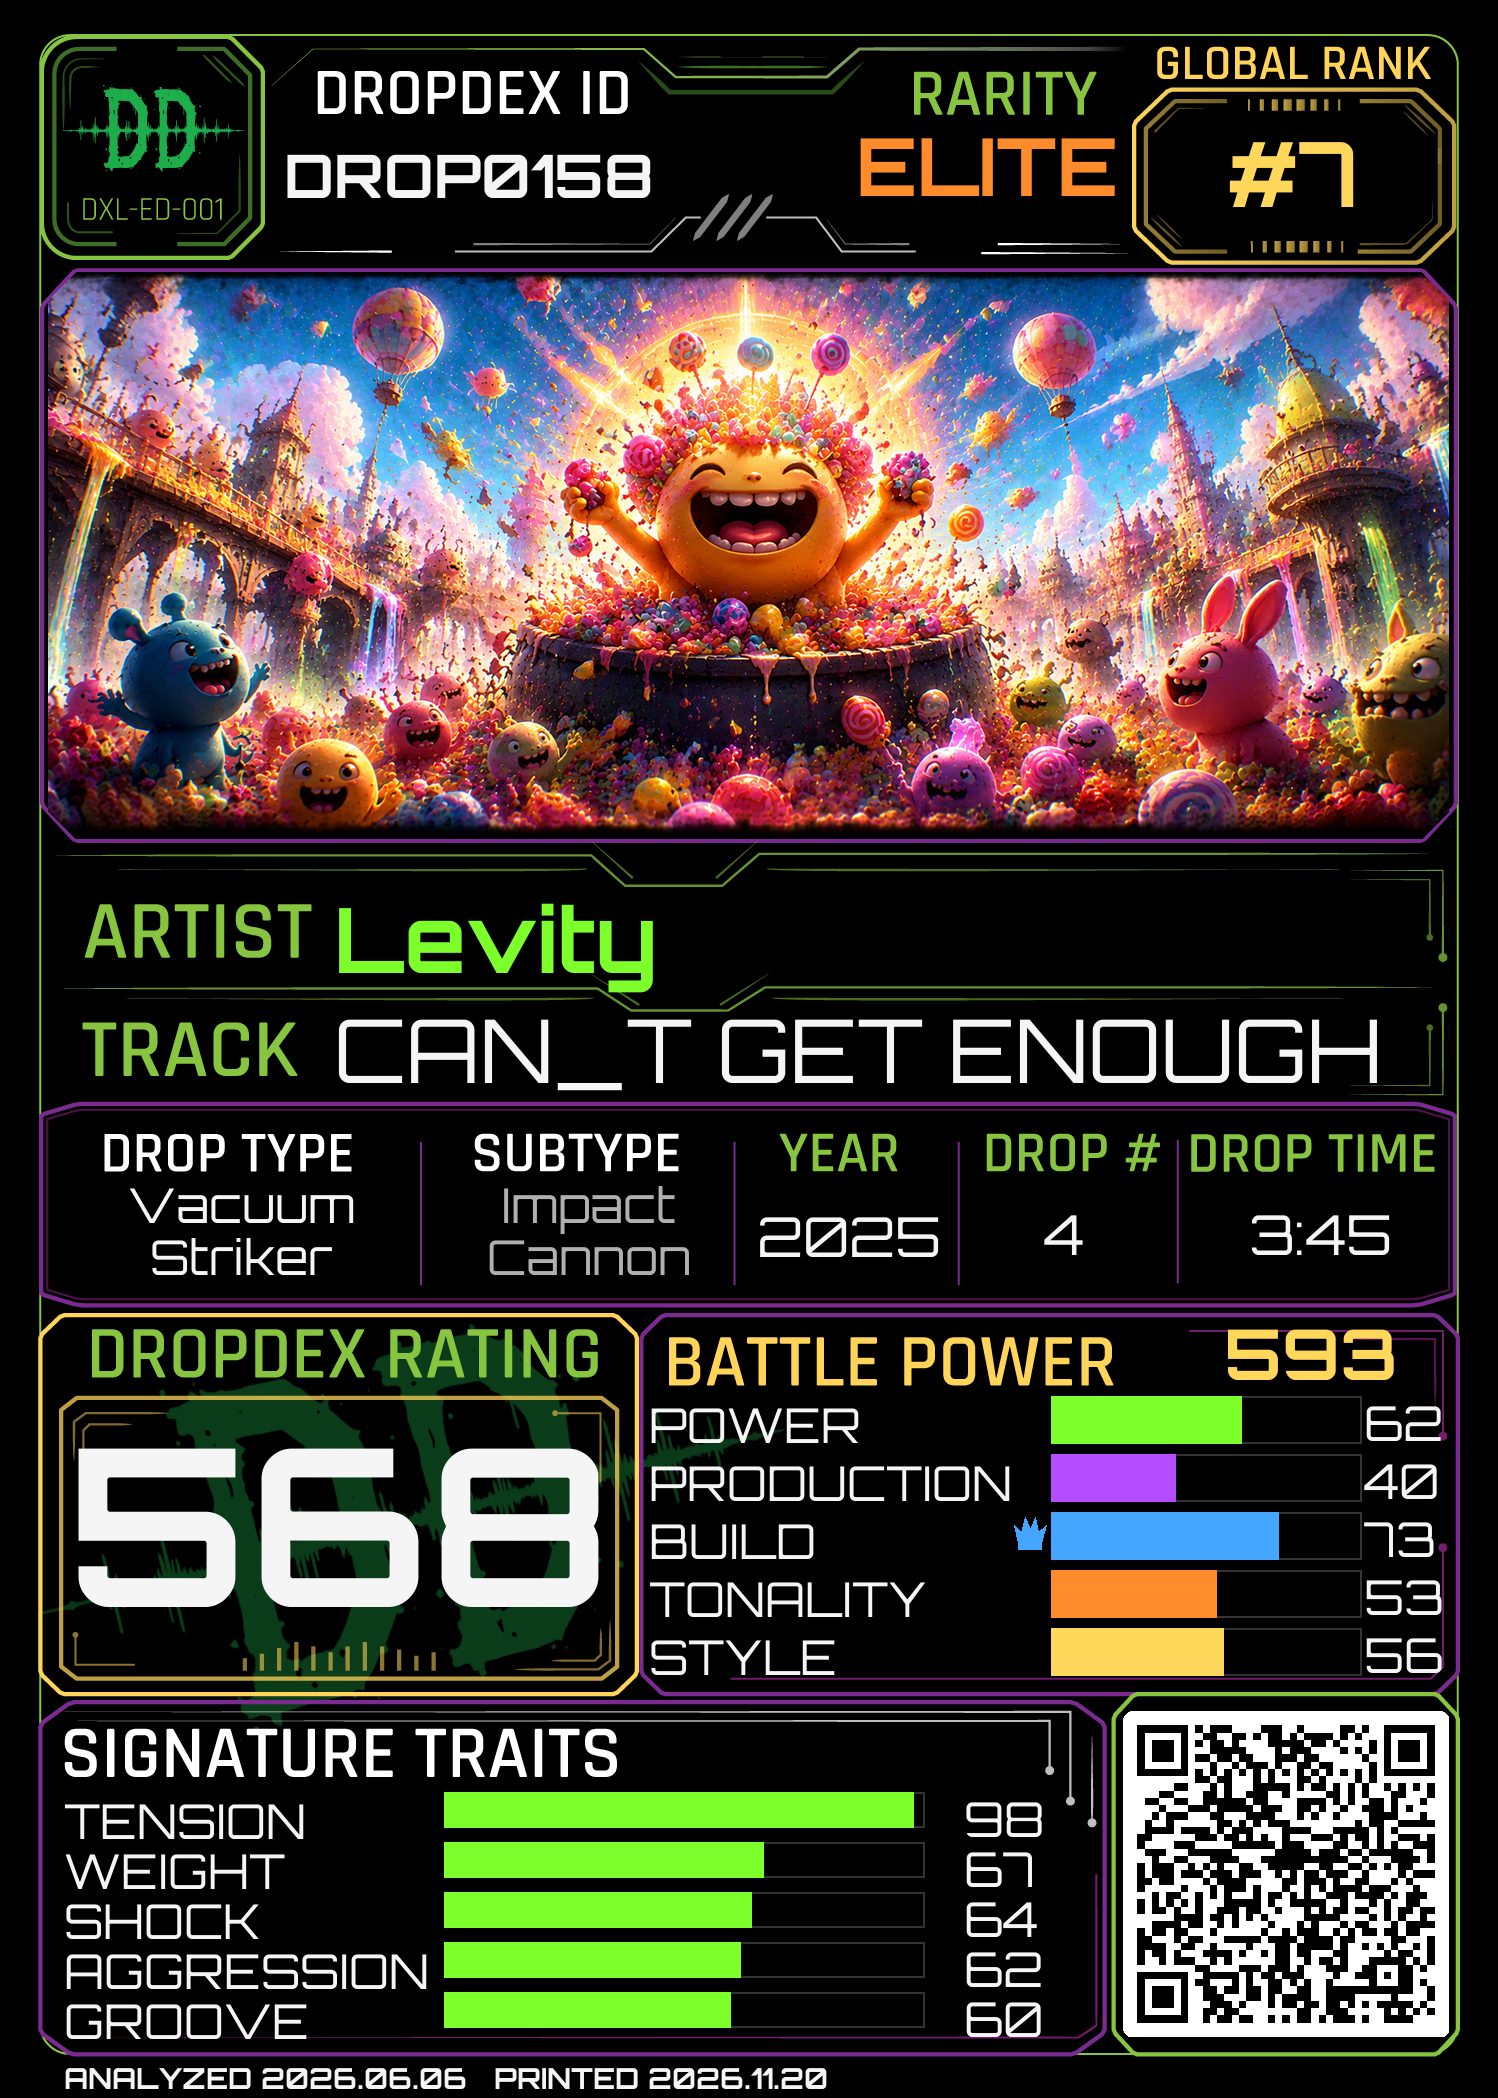 DD
DXL-ED-001
DROPDEX ID
DROP0158
RARITY
ELITE
GLOBAL RANK
#7
ARTIST Levity
TRACK CAN_T GET ENOUGH
DROP TYPE
Vacuum
Striker
SUBTYPE
Impact
Cannon
YEAR
2025
DROP #
4
DROP TIME
3:45
DROPDEX RATING
568
BATTLE POWER 593
POWER 62
PRODUCTION 40
BUILD 73
TONALITY 53
STYLE 56
SIGNATURE TRAITS
TENSION 98
WEIGHT 67
SHOCK 64
AGGRESSION 62
GROOVE 60
ANALYZED 2026.06.06 PRINTED 2026.11.20